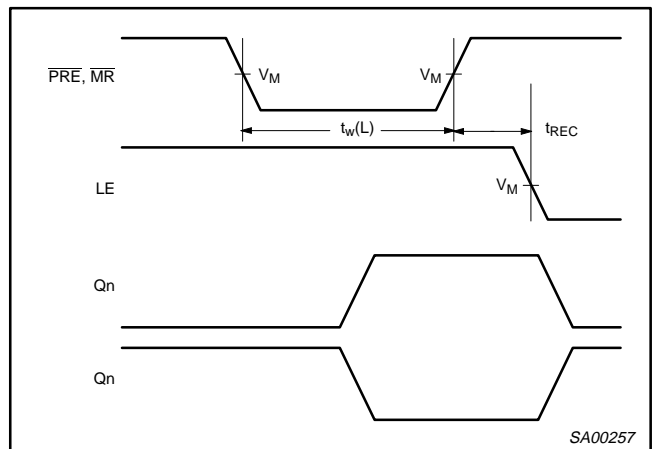 PRE, MR
VM
VM
tw(L)
tREC
LE
VM
Qn
Qn
SA00257